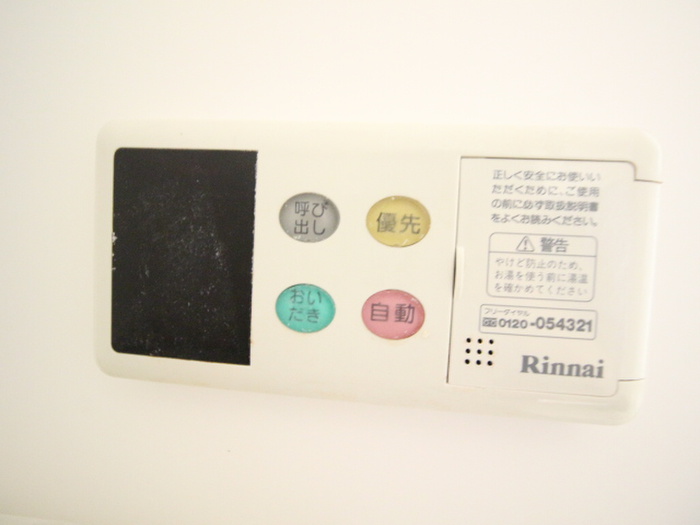 呼び
出し
優先
おい
だき
自動
正しく安全にお使いい
ただくために、ご使用
の前に必ず取扱説明書
をよくお読みください。
警告
やけど防止のため、
お湯を使う前に湯温
を確かめてください
フリーダイヤル
0120-054321
Rinnai